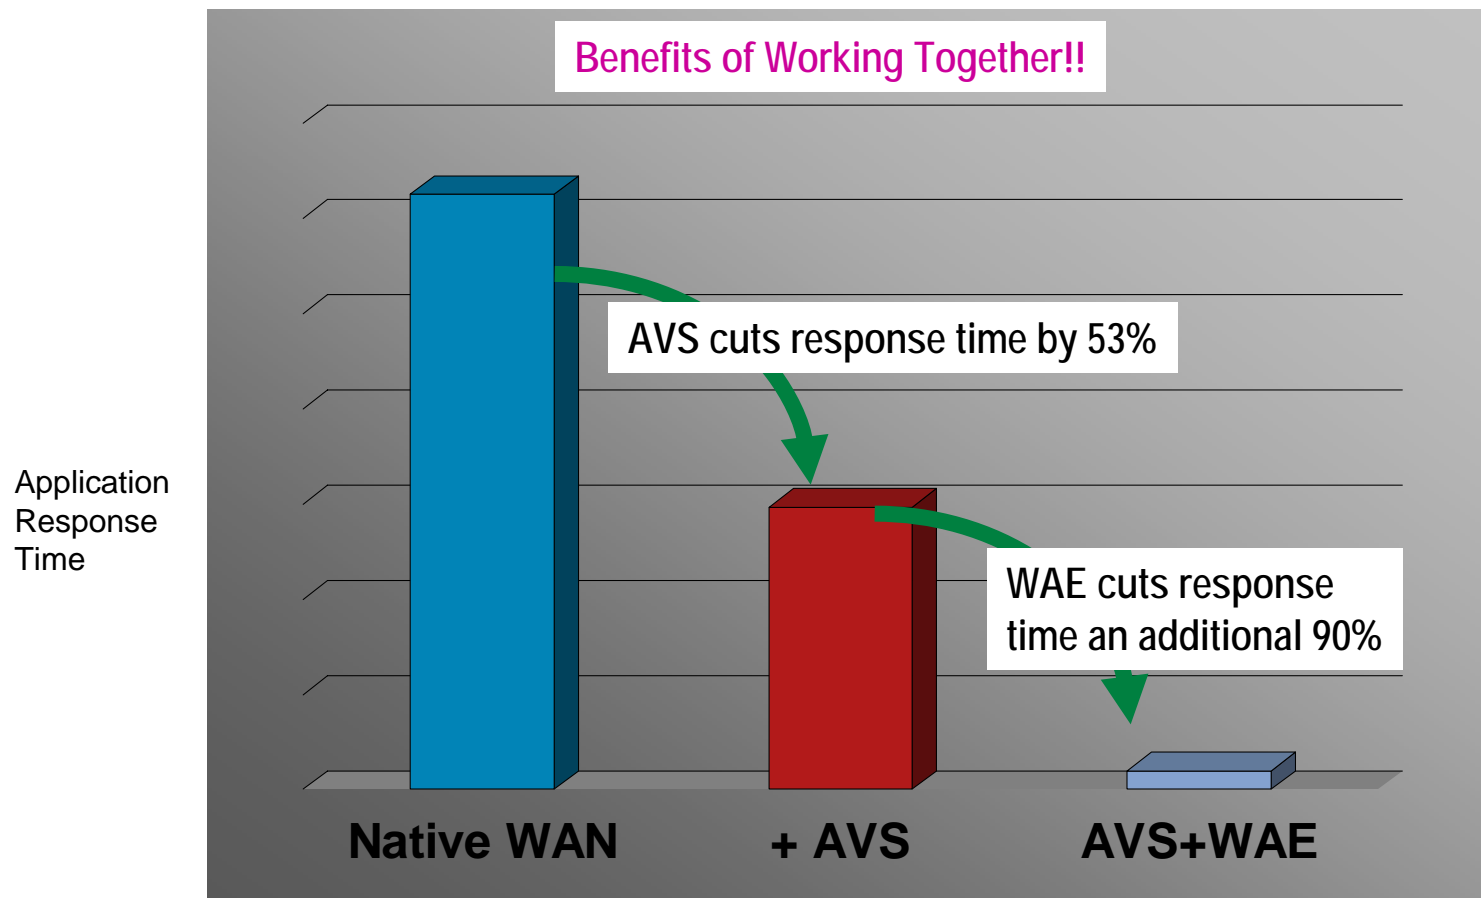 Benefits of Working Together!!
AVS cuts response time by 53%
Application
Response
Time
WAE cuts response
time an additional 90%
Native WAN
+ AVS
AVS+WAE